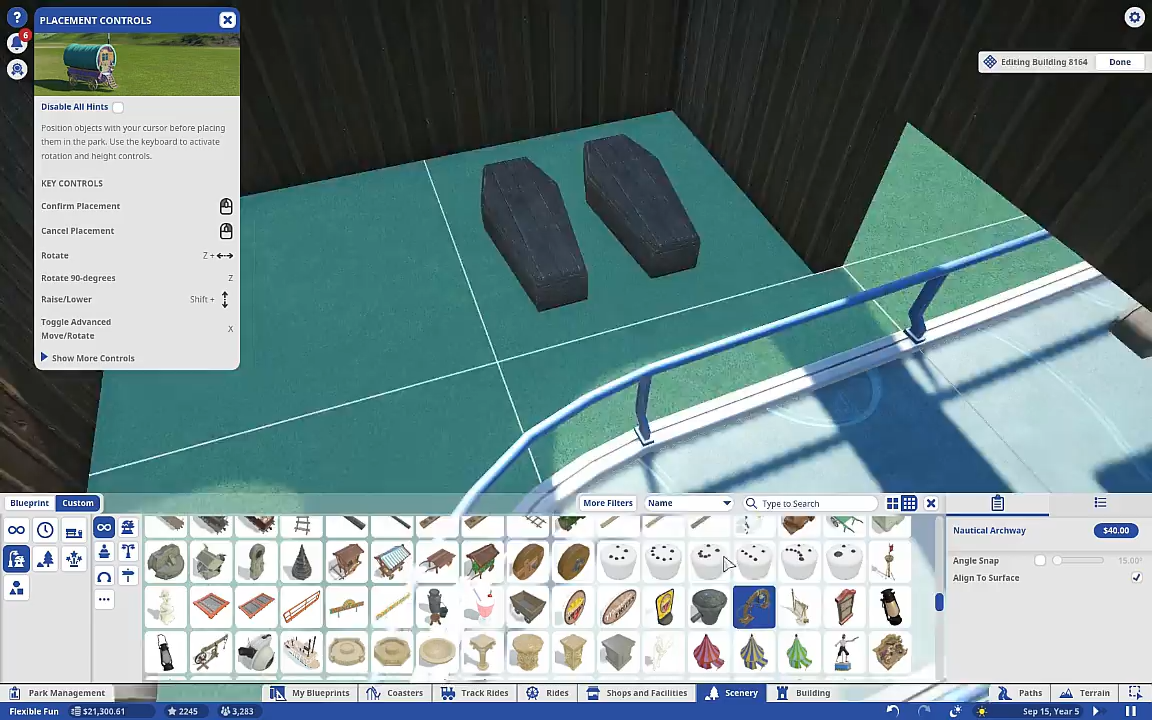 ?
6
PLACEMENT CONTROLS
Disable All Hints
Position objects with your cursor before placing
them in the park. Use the keyboard to activate
rotation and height controls.
KEY CONTROLS
Confirm Placement
Cancel Placement
Rotate Z +
Rotate 90-degrees Z
Raise/Lower Shift +
Toggle Advanced
Move/Rotate X
Show More Controls
Editing Building 8164 Done
Blueprint Custom More Filters Name Type to Search
Nautical Archway $40.00
Angle Snap 15.00°
Align To Surface
Park Management My Blueprints Coasters Track Rides Rides Shops and Facilities Scenery Building Paths Terrain
Flexible Fun $21,300.61 2245 3,283 Sep 15, Year 5